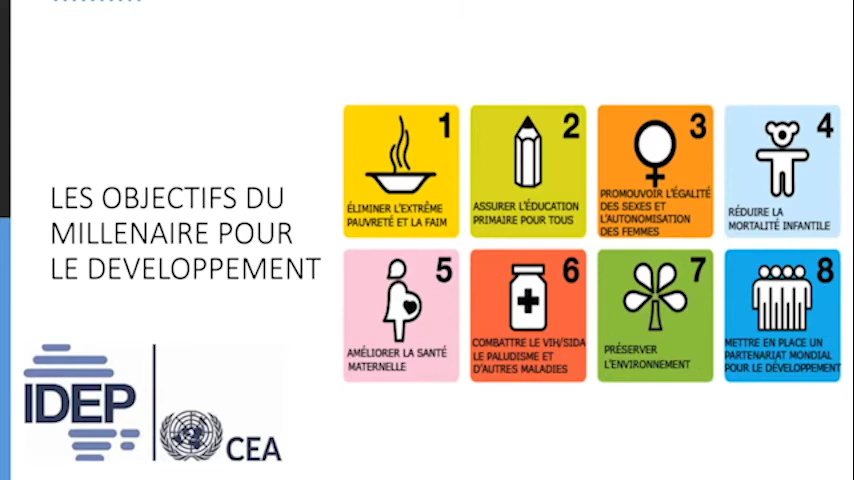 LES OBJECTIFS DU
MILLENAIRE POUR
LE DEVELOPPEMENT
1
ÉLIMINER L'EXTRÊME
PAUVRETÉ ET LA FAIM
2
ASSURER L'ÉDUCATION
PRIMAIRE POUR TOUS
3
PROMOUVOIR L'ÉGALITÉ
DES SEXES ET
L'AUTONOMISATION
DES FEMMES
4
RÉDUIRE LA
MORTALITÉ INFANTILE
5
AMÉLIORER LA SANTÉ
MATERNELLE
6
COMBATTRE LE VIH/SIDA
LE PALUDISME ET
D'AUTRES MALADIES
7
PRÉSERVER
L'ENVIRONNEMENT
8
METTRE EN PLACE UN
PARTENARIAT MONDIAL
POUR LE DÉVELOPPEMENT
IDEP
CEA